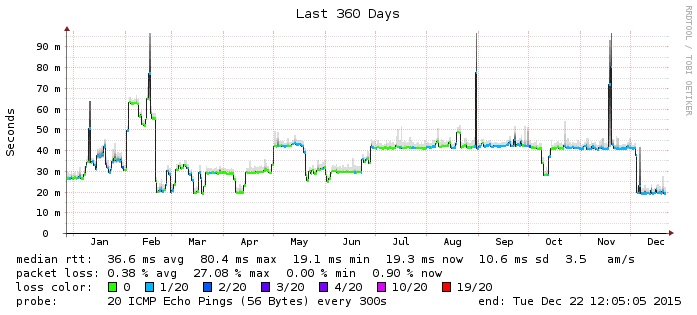 Last 360 Days
RRDTOOL / TOBI OETIKER
Seconds
90 m
80 m
70 m
60 m
50 m
40 m
30 m
20 m
10 m
0
Jan Feb Mar Apr May Jun Jul Aug Sep Oct Nov Dec
median rtt: 36.6 ms avg 80.4 ms max 19.1 ms min 19.3 ms now 10.6 ms sd 3.5 am/s
packet loss: 0.38 % avg 27.08 % max 0.00 % min 0.90 % now
loss color: 0 1/20 2/20 3/20 4/20 10/20 19/20
probe: 20 ICMP Echo Pings (56 Bytes) every 300s end: Tue Dec 22 12:05:05 2015